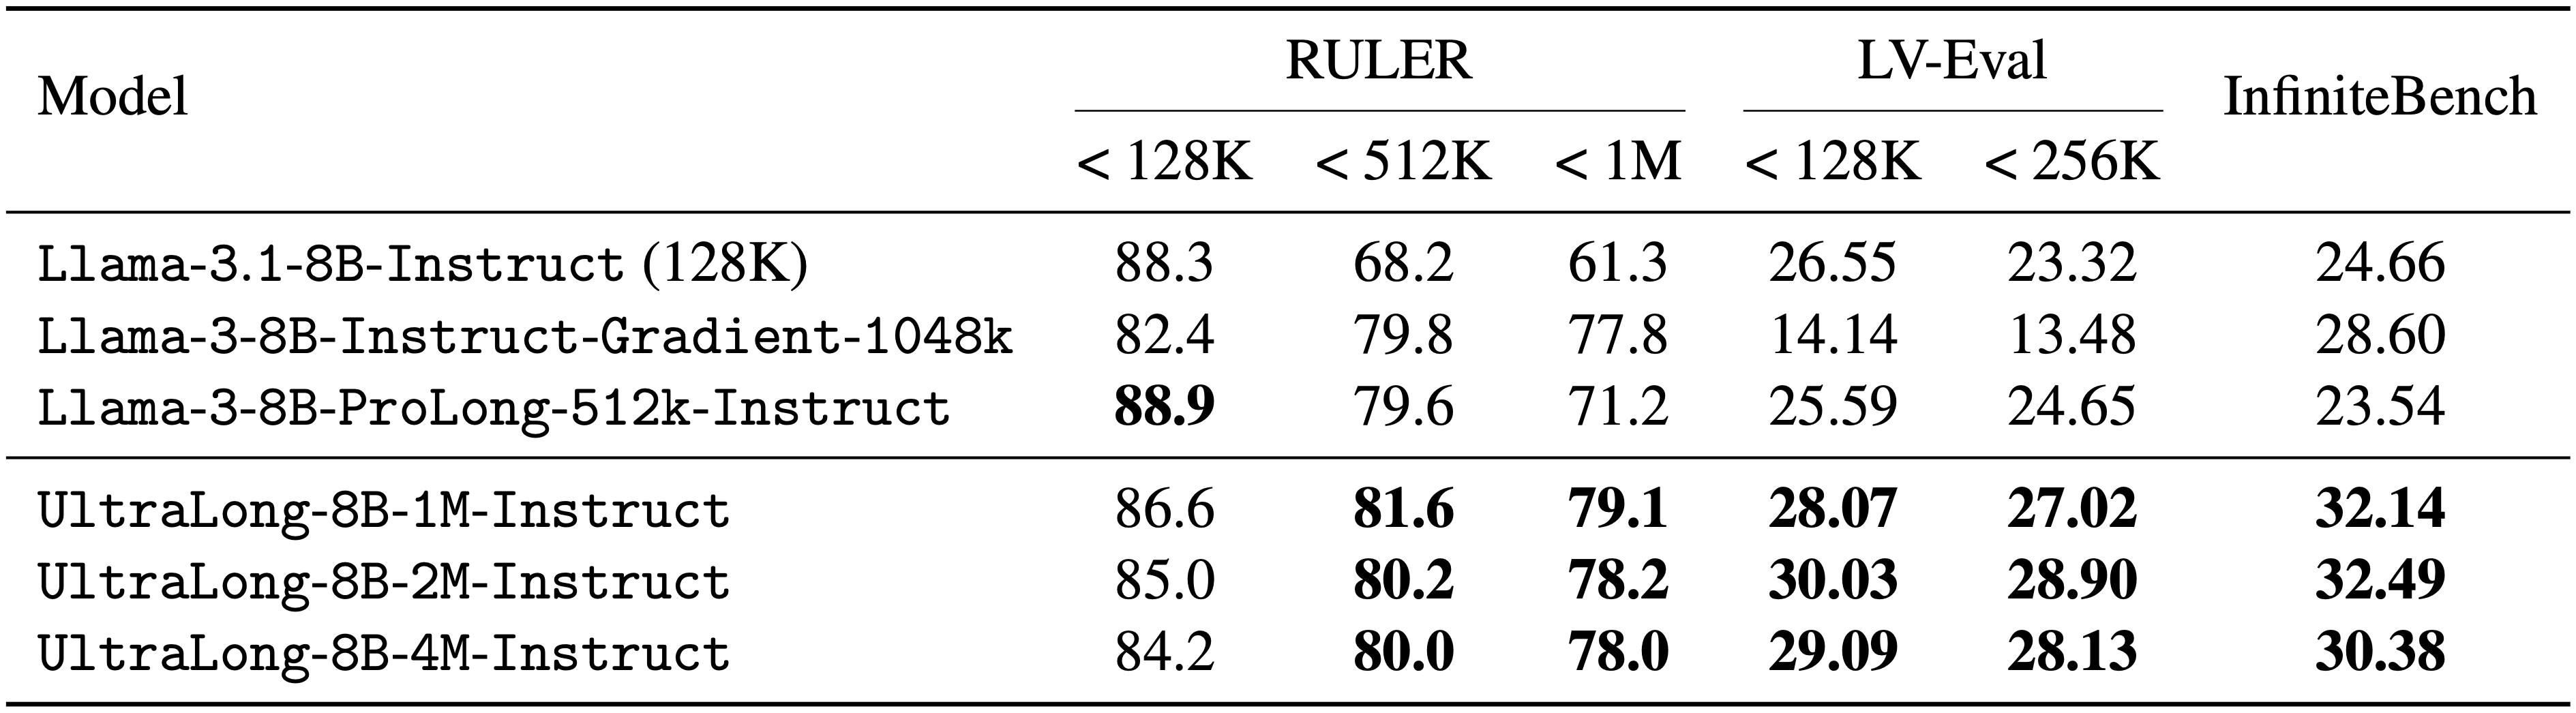 Model RULER LV-Eval InfiniteBench
< 128K < 512K < 1M < 128K < 256K
Llama-3.1-8B-Instruct (128K) 88.3 68.2 61.3 26.55 23.32 24.66
Llama-3-8B-Instruct-Gradient-1048k 82.4 79.8 77.8 14.14 13.48 28.60
Llama-3-8B-ProLong-512k-Instruct 88.9 79.6 71.2 25.59 24.65 23.54
UltraLong-8B-1M-Instruct 86.6 81.6 79.1 28.07 27.02 32.14
UltraLong-8B-2M-Instruct 85.0 80.2 78.2 30.03 28.90 32.49
UltraLong-8B-4M-Instruct 84.2 80.0 78.0 29.09 28.13 30.38